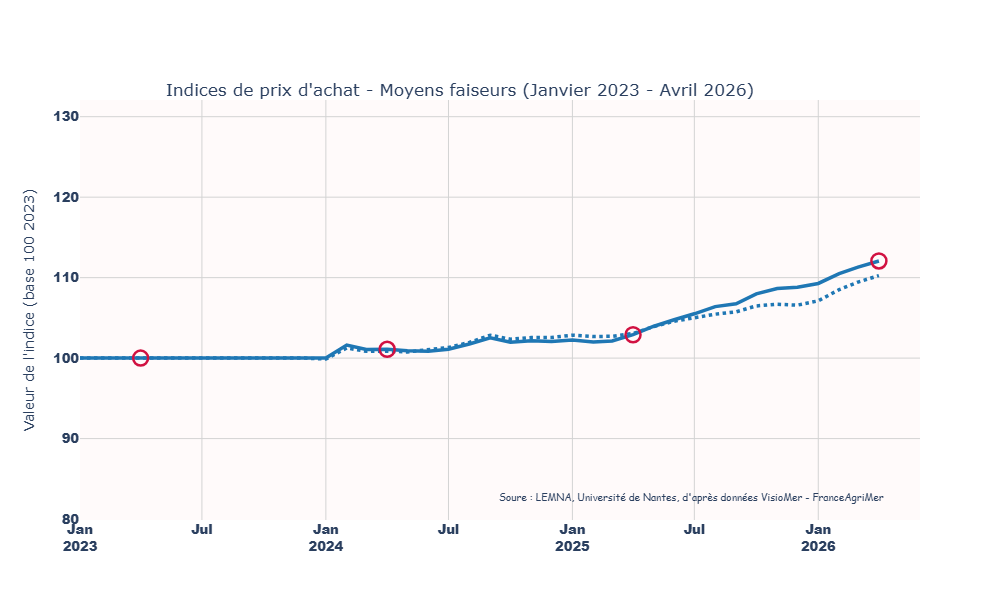 Indices de prix d'achat - Moyens faiseurs (Janvier 2023 - Avril 2026)
Valeur de l'indice (base 100 2023)
130
120
110
100
90
80
Soure : LEMNA, Université de Nantes, d'après données VisioMer - FranceAgriMer
Jan Jul Jan Jul Jan Jul Jan
2023 2024 2025 2026